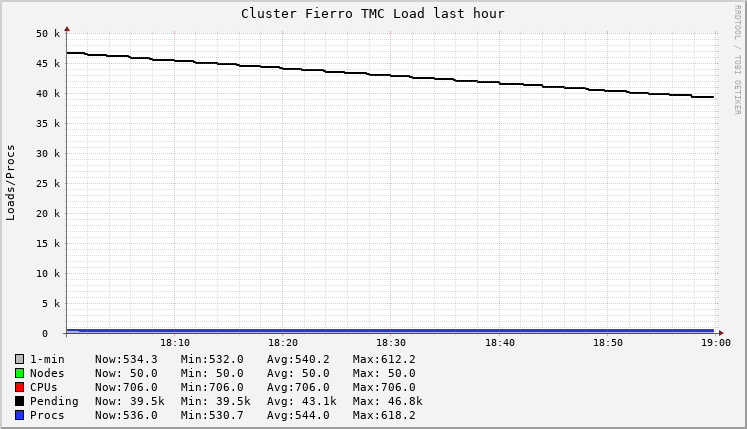 Cluster Fierro TMC Load last hour
RRDTOOL / TOBI OETIKER
Loads/Procs
50 k
45 k
40 k
35 k
30 k
25 k
20 k
15 k
10 k
5 k
0
18:10 18:20 18:30 18:40 18:50 19:00
1-min Now:534.3 Min:532.0 Avg:540.2 Max:612.2
Nodes Now: 50.0 Min: 50.0 Avg: 50.0 Max: 50.0
CPUs Now:706.0 Min:706.0 Avg:706.0 Max:706.0
Pending Now: 39.5k Min: 39.5k Avg: 43.1k Max: 46.8k
Procs Now:536.0 Min:530.7 Avg:544.0 Max:618.2